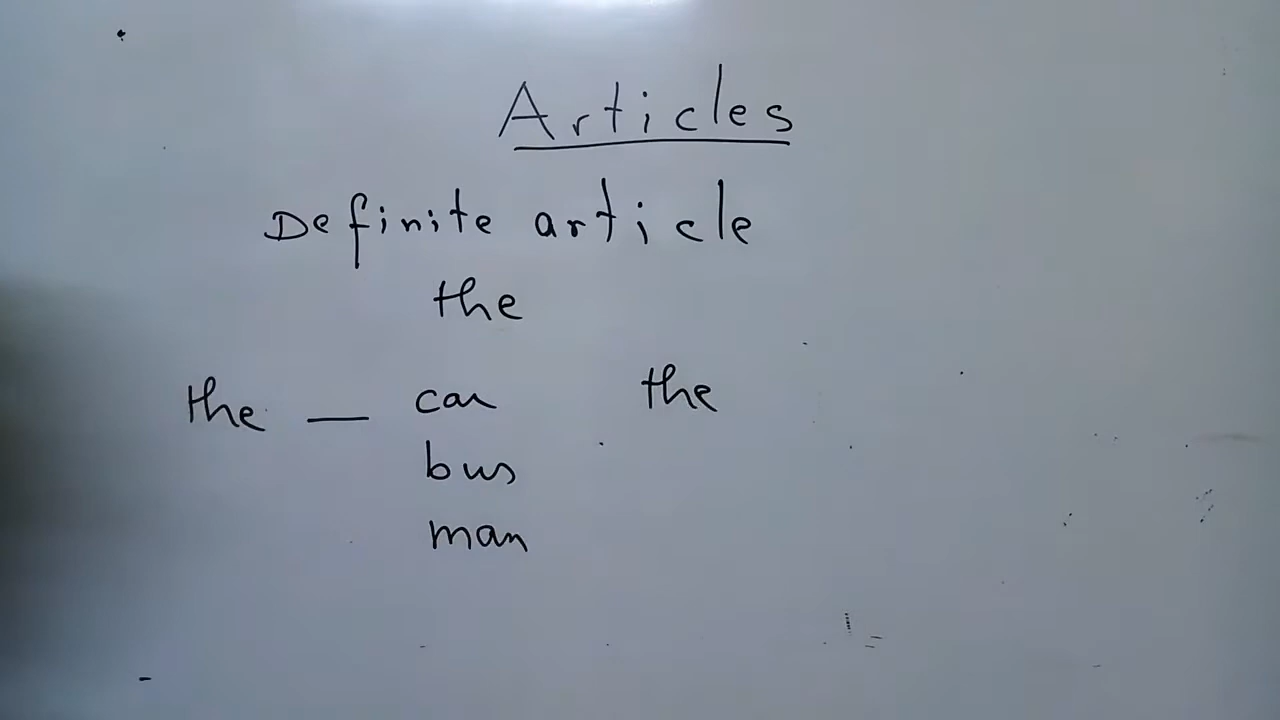 Articles
Definite article
the
the — car the
bus
man